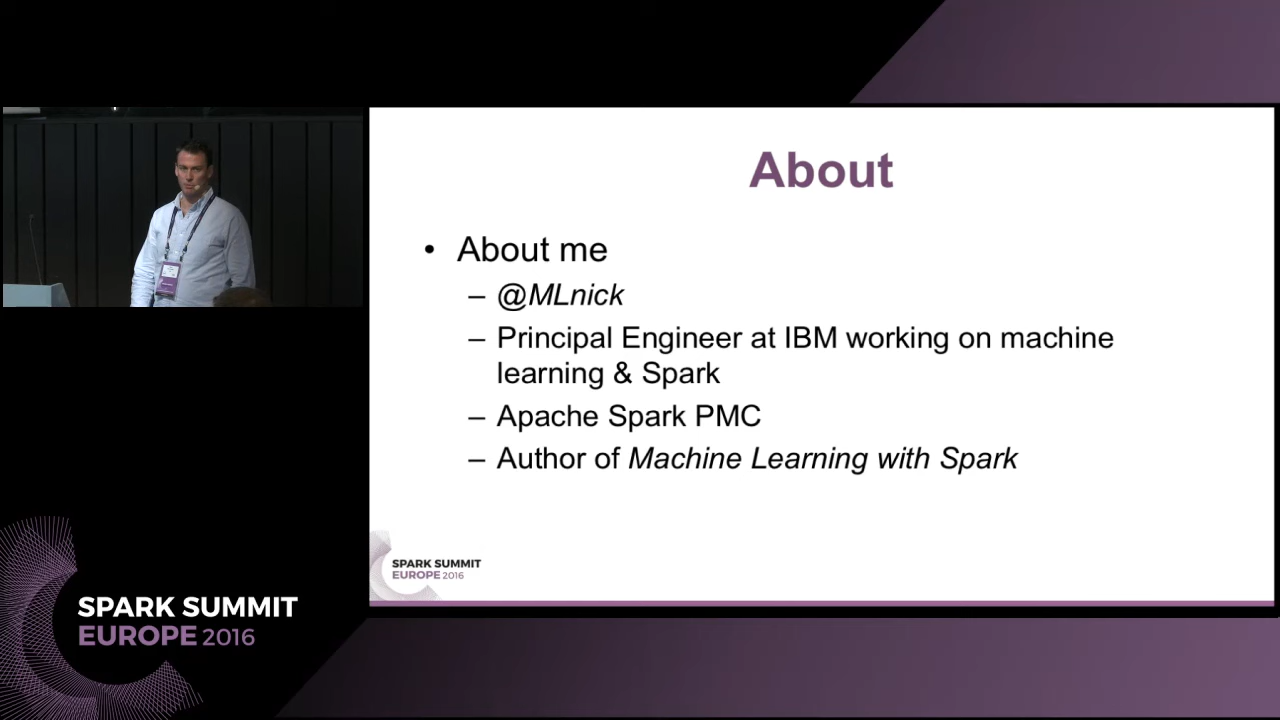 About
• About me
– @MLnick
– Principal Engineer at IBM working on machine
learning & Spark
– Apache Spark PMC
– Author of Machine Learning with Spark
SPARK SUMMIT
EUROPE 2016
SPARK SUMMIT
EUROPE 2016